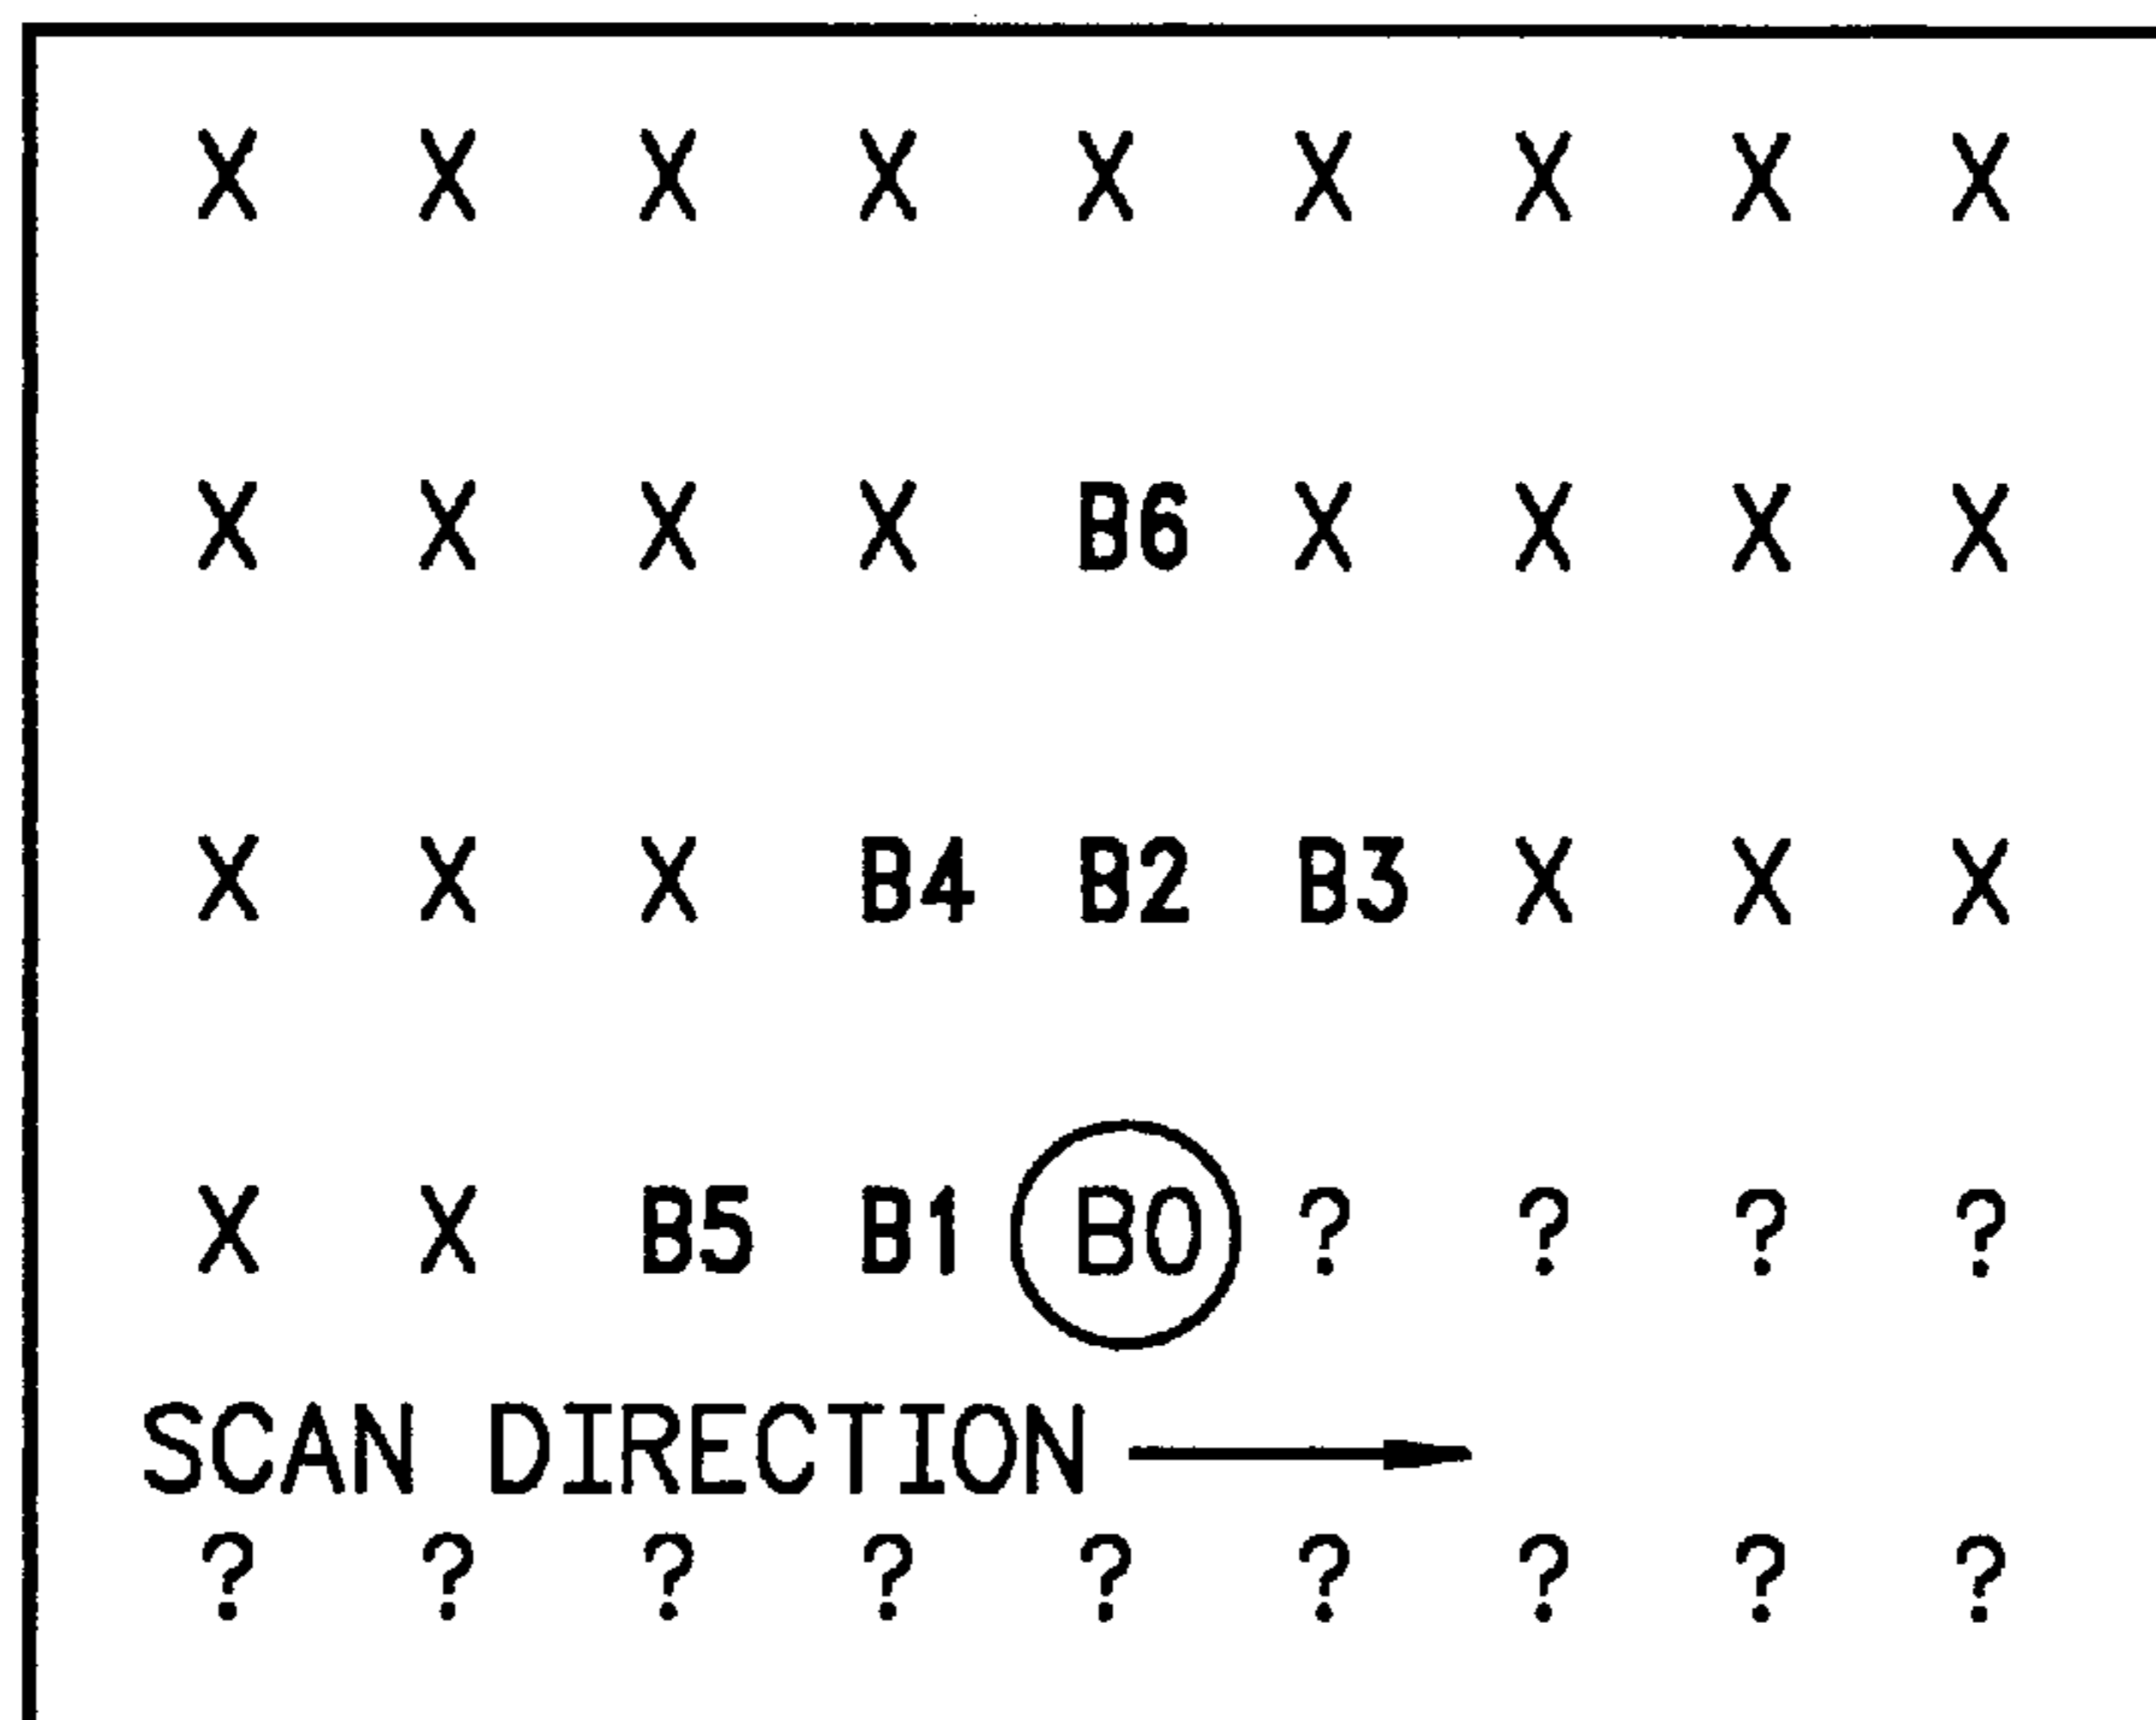 X X X X X X X X X
X X X X B6 X X X X
X X X B4 B2 B3 X X X
X X B5 B1 B0 ? ? ? ?
SCAN DIRECTION
? ? ? ? ? ? ? ? ?